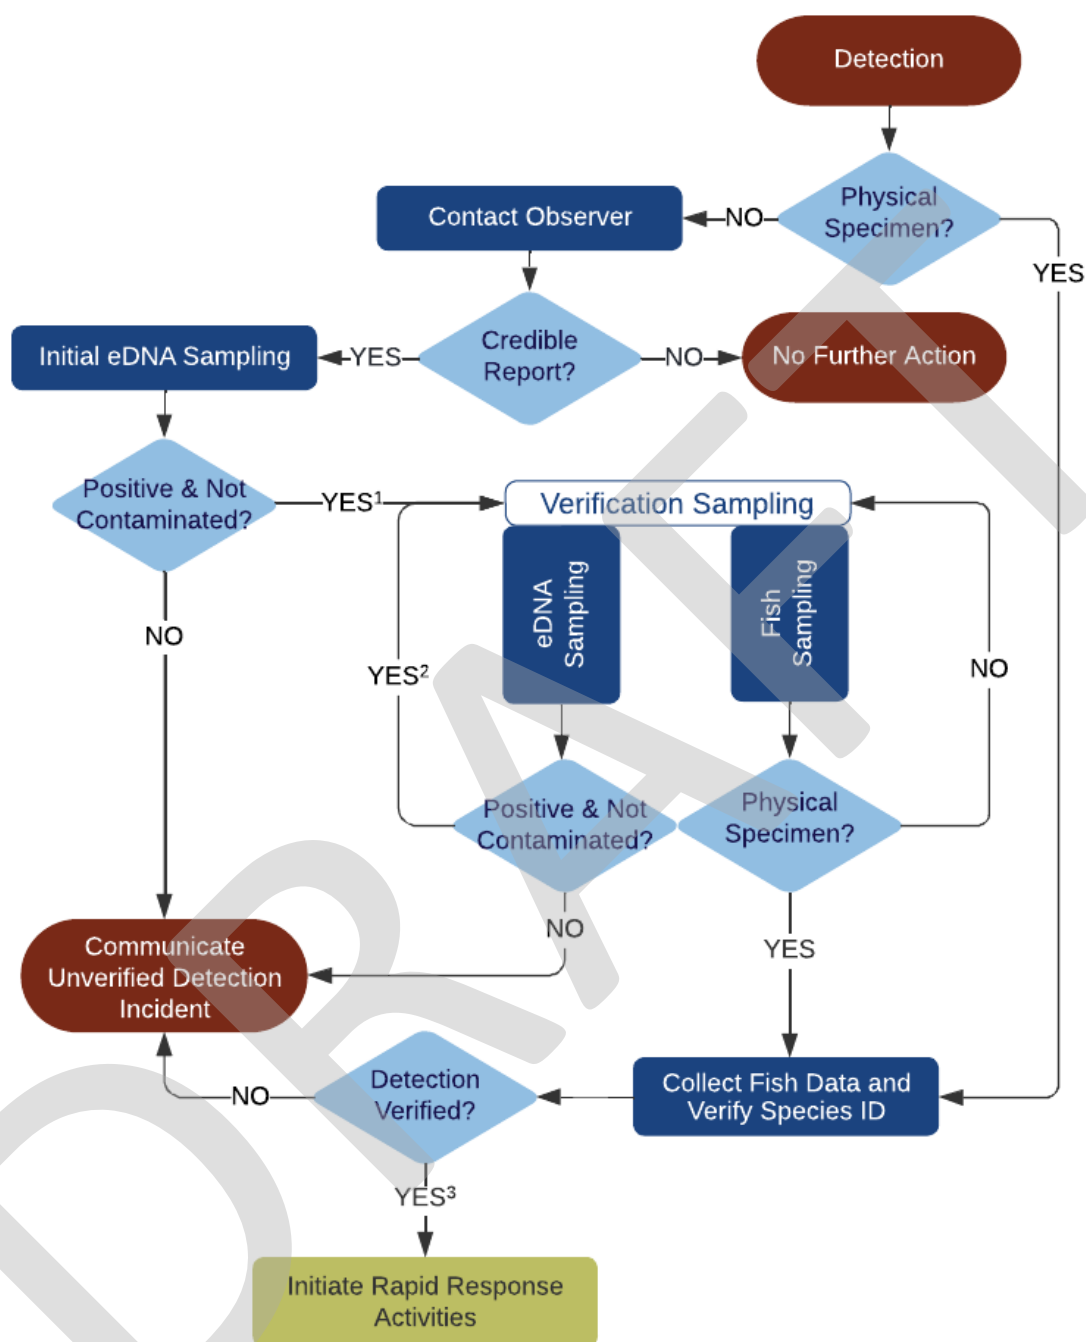 Detection
Physical
Specimen?
NO
Contact Observer
YES
Credible
Report?
YES
NO
Initial eDNA Sampling
No Further Action
Positive & Not
Contaminated?
YES¹
Verification Sampling
eDNA
Sampling
Fish
Sampling
NO
YES²
NO
Positive & Not
Contaminated?
Physical
Specimen?
NO
YES
Communicate
Unverified Detection
Incident
Detection
Verified?
NO
Collect Fish Data and
Verify Species ID
YES³
Initiate Rapid Response
Activities
DRAFT